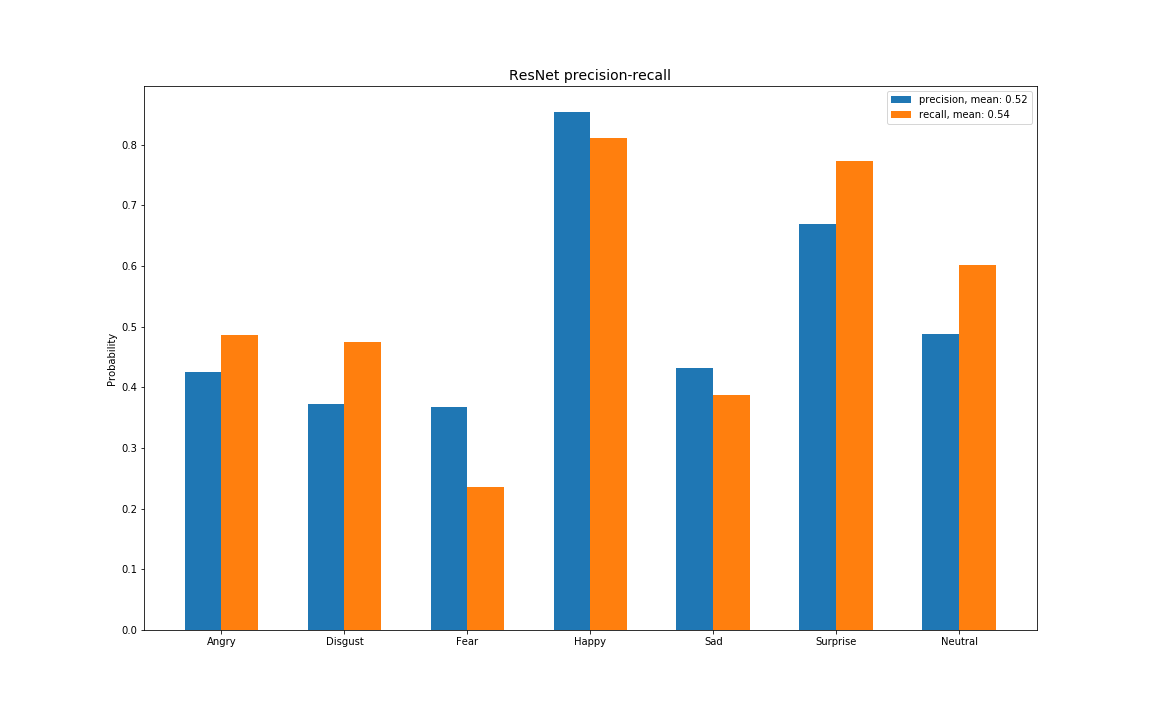 ResNet precision-recall
precision, mean: 0.52
recall, mean: 0.54
Probability
0.8
0.7
0.6
0.5
0.4
0.3
0.2
0.1
0.0
Angry Disgust Fear Happy Sad Surprise Neutral